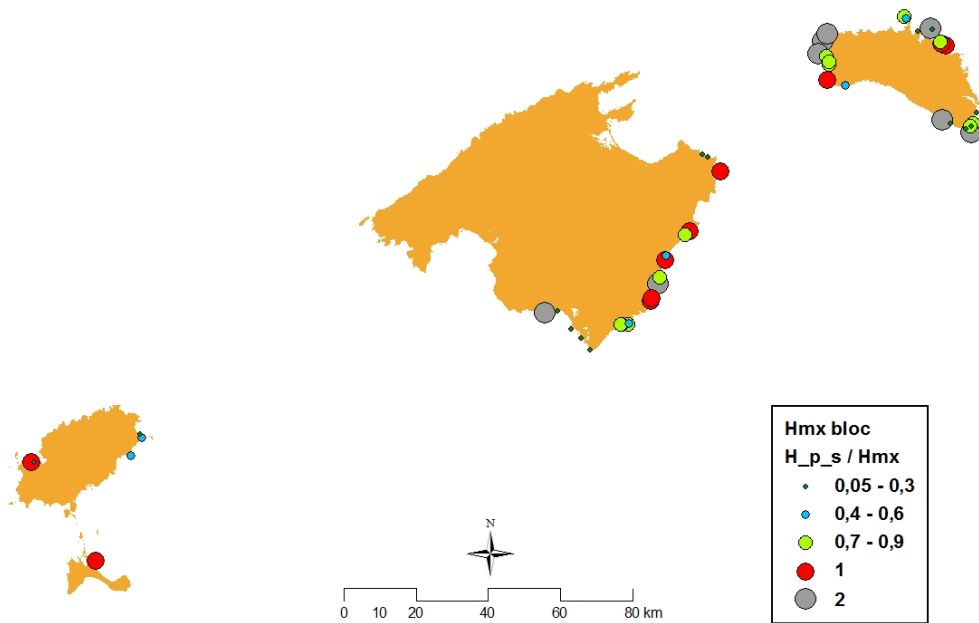 Hmx bloc
H_p_s / Hmx
0,05 - 0,3
0,4 - 0,6
0,7 - 0,9
1
2
N
0 10 20 40 60 80 km